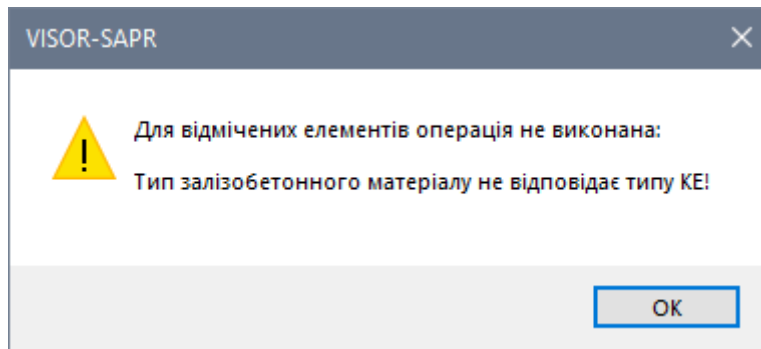 VISOR-SAPR
Для відмічених елементів операція не виконана:
Тип залізобетонного матеріалу не відповідає типу КЕ!
OK